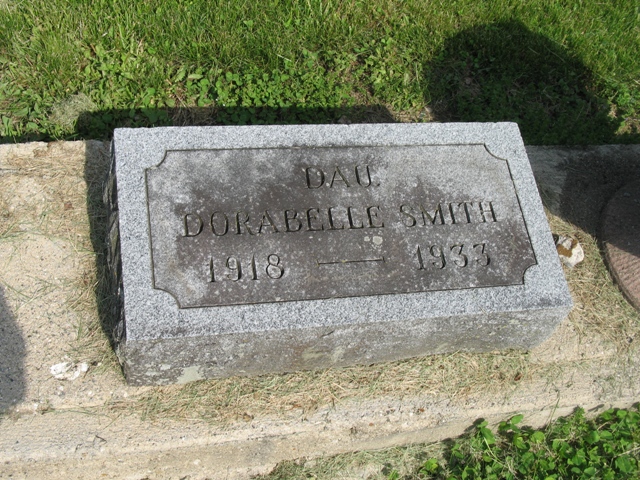 DAU.
DORABELLE SMITH
1918 — 1933